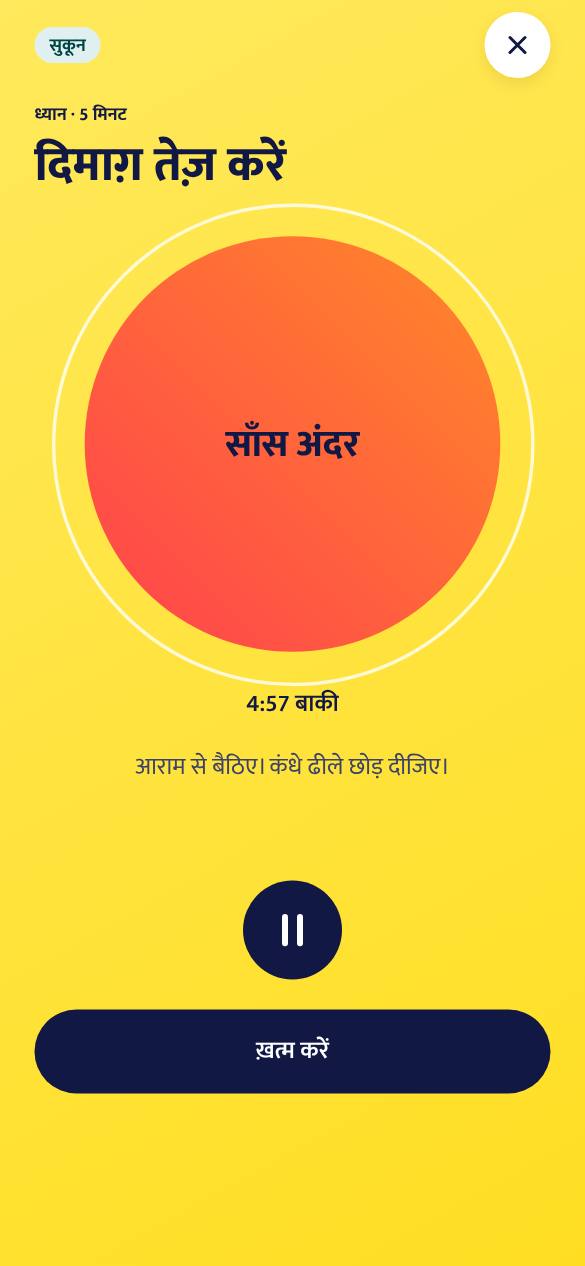 सुकून
ध्यान · 5 मिनट
दिमाग़ तेज़ करें
साँस अंदर
4:57 बाकी
आराम से बैठिए। कंधे ढीले छोड़ दीजिए।
ख़त्म करें